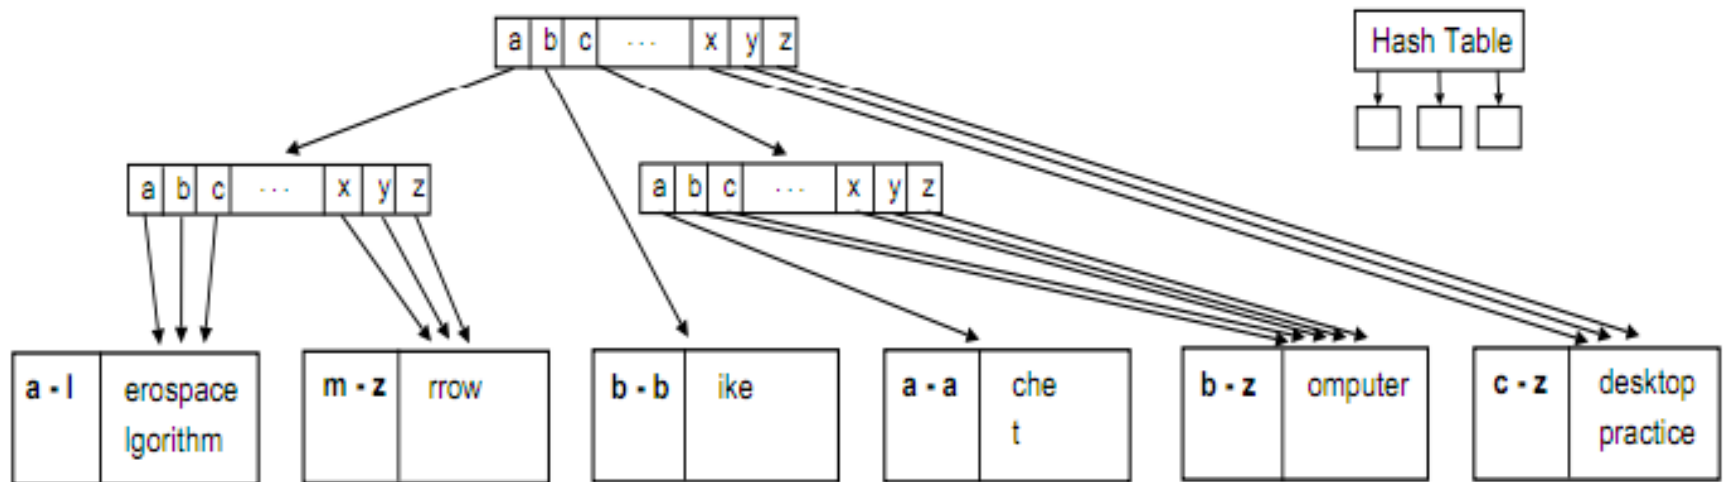 a b c ... x y z
Hash Table
a b c ... x y z
a b c ... x y z
a - l
erospace
lgorithm
m - z
rrow
b - b
ike
a - a
che
t
b - z
omputer
c - z
desktop
practice